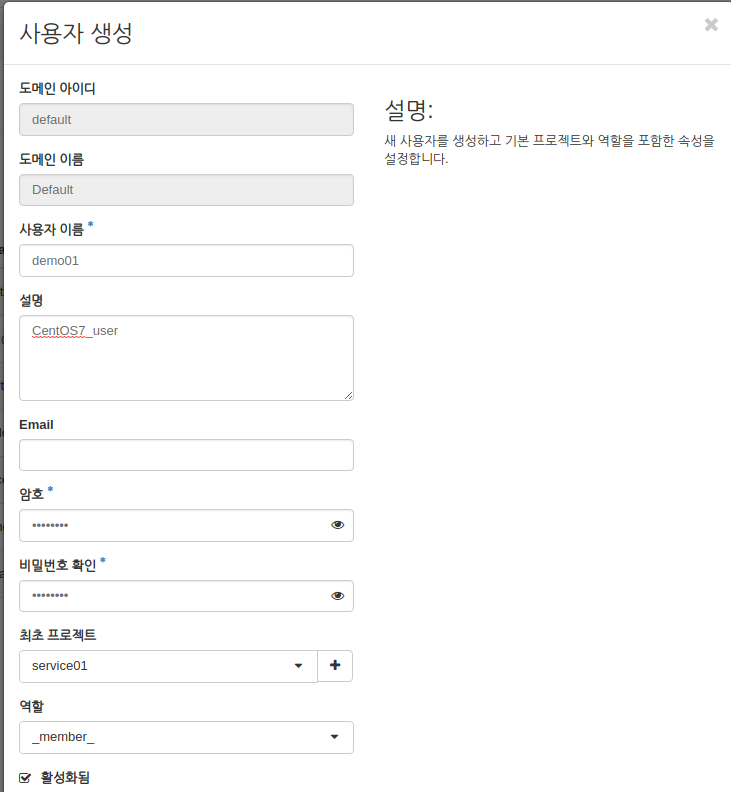 사용자 생성
도메인 아이디
default
도메인 이름
Default
사용자 이름 *
demo01
설명
CentOS7_user
Email
암호 *
••••••••
비밀번호 확인 *
••••••••
최초 프로젝트
service01
역할
_member_
활성화됨
설명:
새 사용자를 생성하고 기본 프로젝트와 역할을 포함한 속성을
설정합니다.